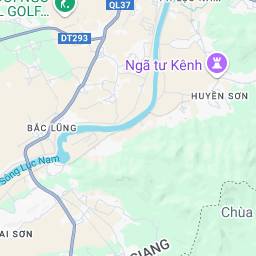 L GOLF...
QL37
DT293
Ngã tư Kênh
HUYỀN SƠN
BẮC LŨNG
Sông Lục Nam
Chùa
AI SƠN
GIANG